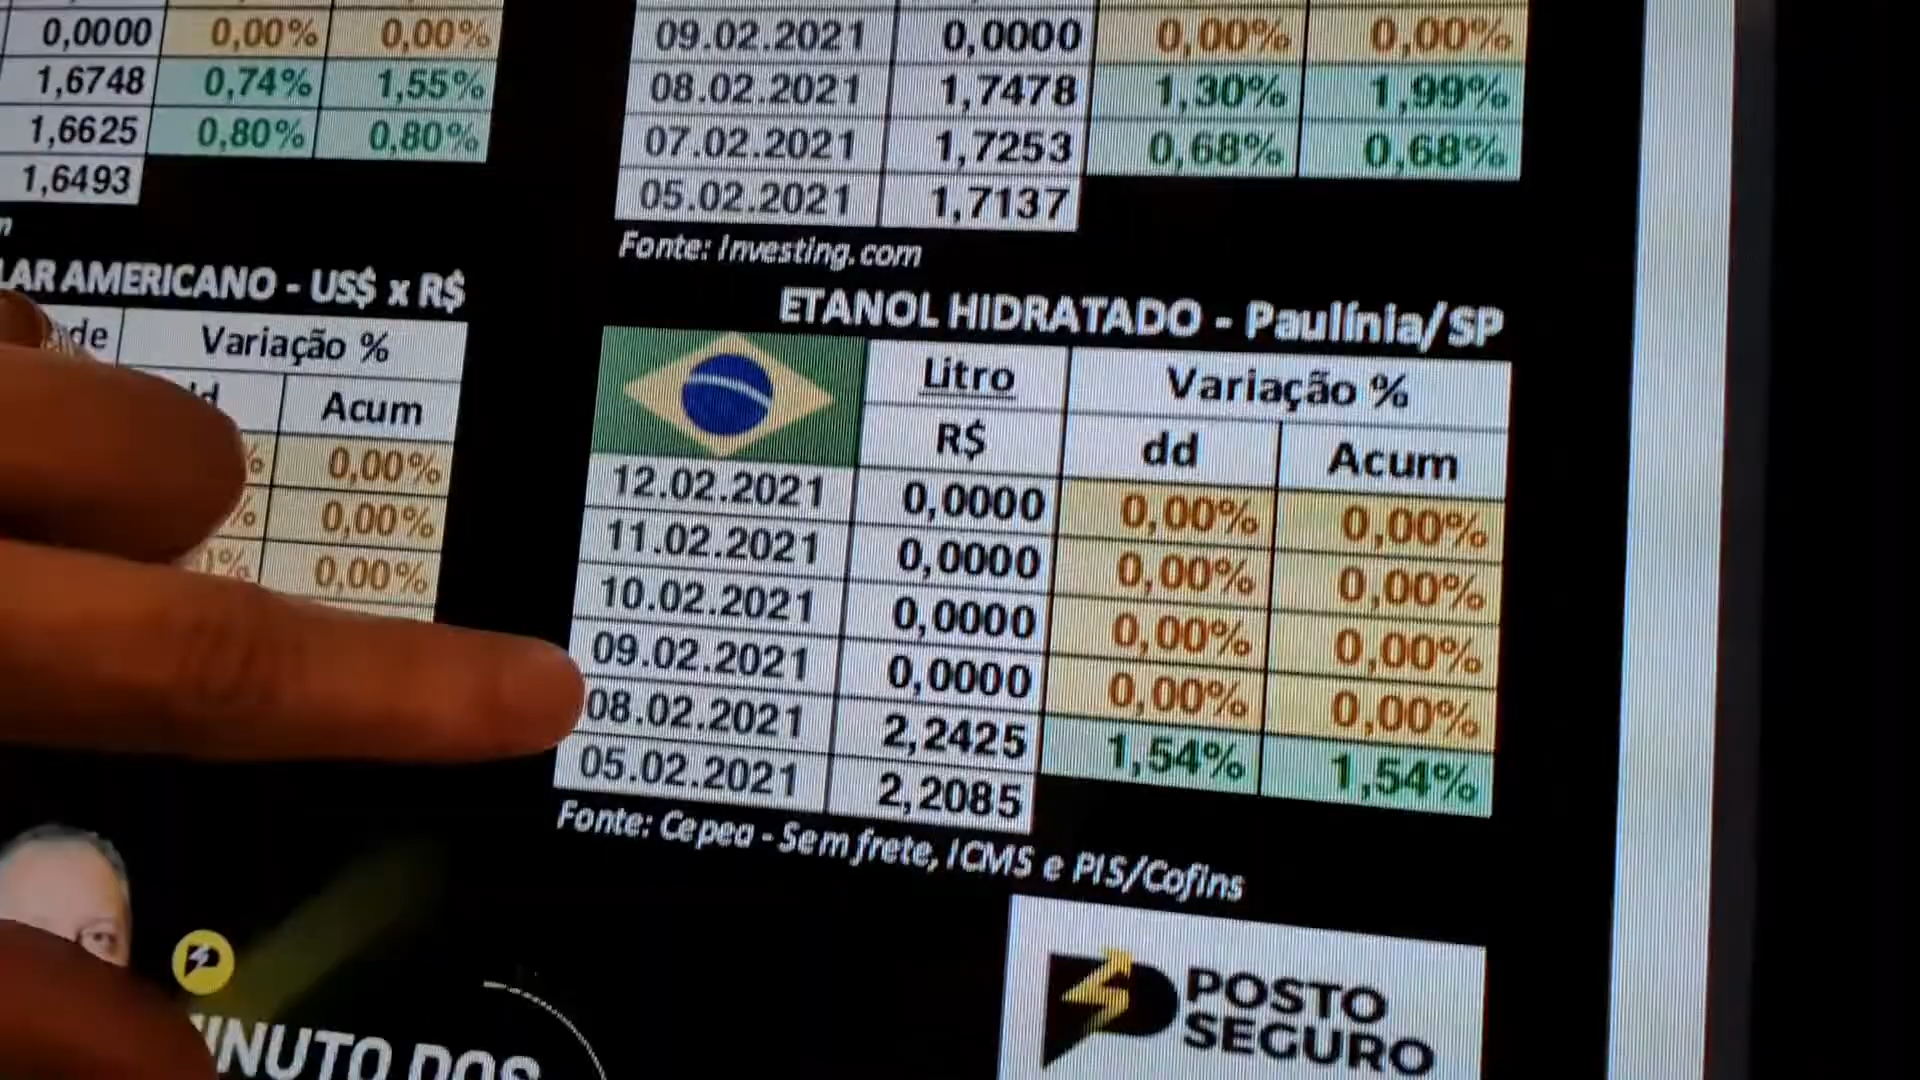 0,0000 0,00% 0,00%
1,6748 0,74% 1,55%
1,6625 0,80% 0,80%
1,6493
09.02.2021 0,0000 0,00% 0,00%
08.02.2021 1,7478 1,30% 1,99%
07.02.2021 1,7253 0,68% 0,68%
05.02.2021 1,7137
Fonte: Investing.com
LAR AMERICANO - US$ x R$
de Variação %
d Acum
% 0,00%
% 0,00%
0% 0,00%
ETANOL HIDRATADO - Paulínia/SP
Litro Variação %
R$ dd Acum
12.02.2021 0,0000 0,00% 0,00%
11.02.2021 0,0000 0,00% 0,00%
10.02.2021 0,0000 0,00% 0,00%
09.02.2021 0,0000 0,00% 0,00%
08.02.2021 2,2425 1,54% 1,54%
05.02.2021 2,2085
Fonte: Cepea - Sem frete, ICMS e PIS/Cofins
INUTO DOS
POSTO
SEGURO